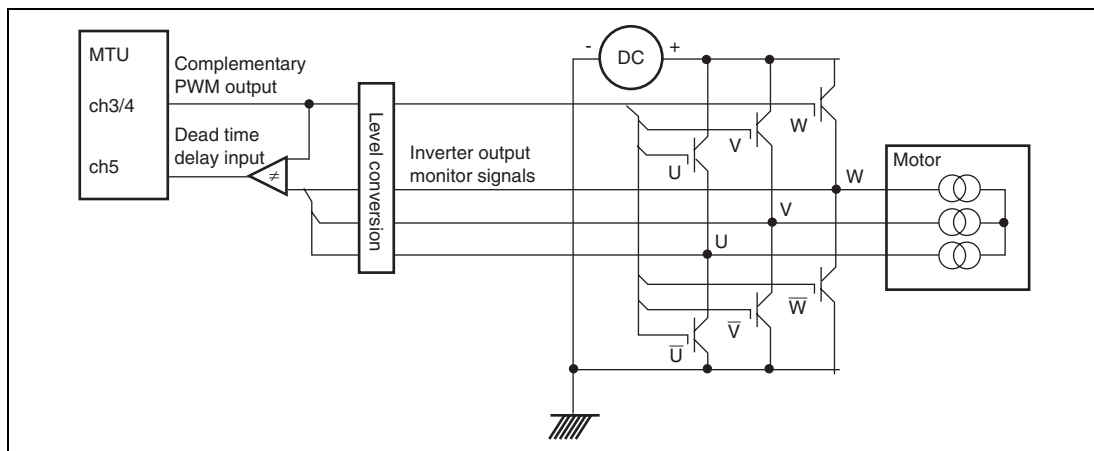 MTU
ch3/4
ch5
Complementary
PWM output
Dead time
delay input
≠
Level conversion
Inverter output
monitor signals
- DC +
W
V
U
W
V
U
W̅
V̅
U̅
Motor